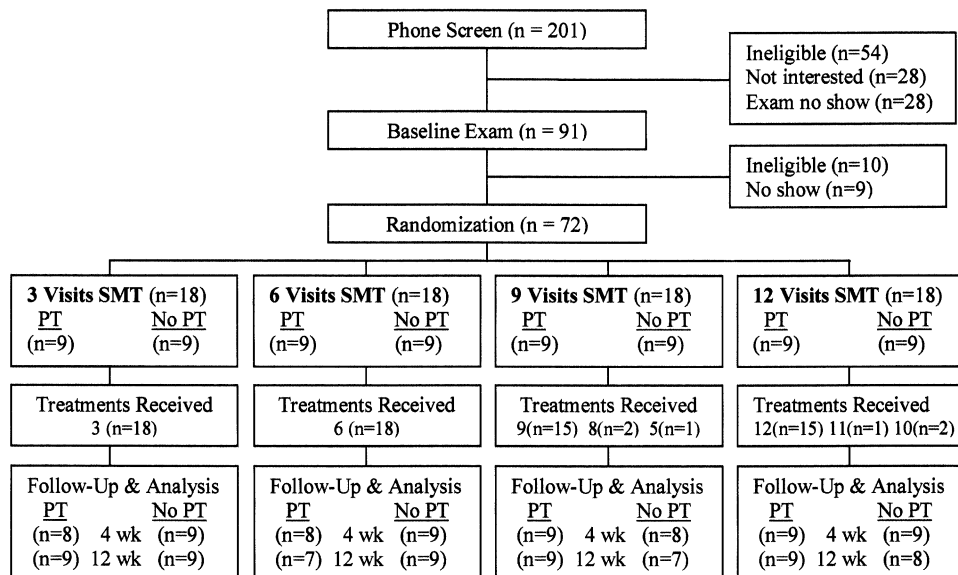 Phone Screen (n = 201)
Ineligible (n=54)
Not interested (n=28)
Exam no show (n=28)
Baseline Exam (n = 91)
Ineligible (n=10)
No show (n=9)
Randomization (n = 72)
3 Visits SMT (n=18)
PT No PT
(n=9) (n=9)
6 Visits SMT (n=18)
PT No PT
(n=9) (n=9)
9 Visits SMT (n=18)
PT No PT
(n=9) (n=9)
12 Visits SMT (n=18)
PT No PT
(n=9) (n=9)
Treatments Received
3 (n=18)
Treatments Received
6 (n=18)
Treatments Received
9(n=15) 8(n=2) 5(n=1)
Treatments Received
12(n=15) 11(n=1) 10(n=2)
Follow-Up & Analysis
PT No PT
(n=8) 4 wk (n=9)
(n=9) 12 wk (n=9)
Follow-Up & Analysis
PT No PT
(n=8) 4 wk (n=9)
(n=7) 12 wk (n=9)
Follow-Up & Analysis
PT No PT
(n=9) 4 wk (n=8)
(n=9) 12 wk (n=7)
Follow-Up & Analysis
PT No PT
(n=9) 4 wk (n=9)
(n=9) 12 wk (n=8)